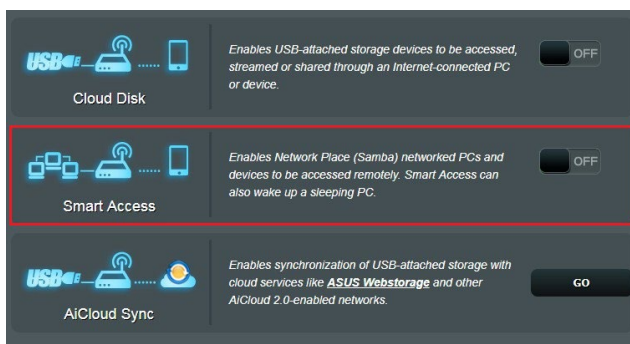 USB
Cloud Disk
Enables USB-attached storage devices to be accessed,
streamed or shared through an Internet-connected PC
or device.
OFF
Smart Access
Enables Network Place (Samba) networked PCs and
devices to be accessed remotely. Smart Access can
also wake up a sleeping PC.
OFF
USB
AiCloud Sync
Enables synchronization of USB-attached storage with
cloud services like ASUS Webstorage and other
AiCloud 2.0-enabled networks.
GO